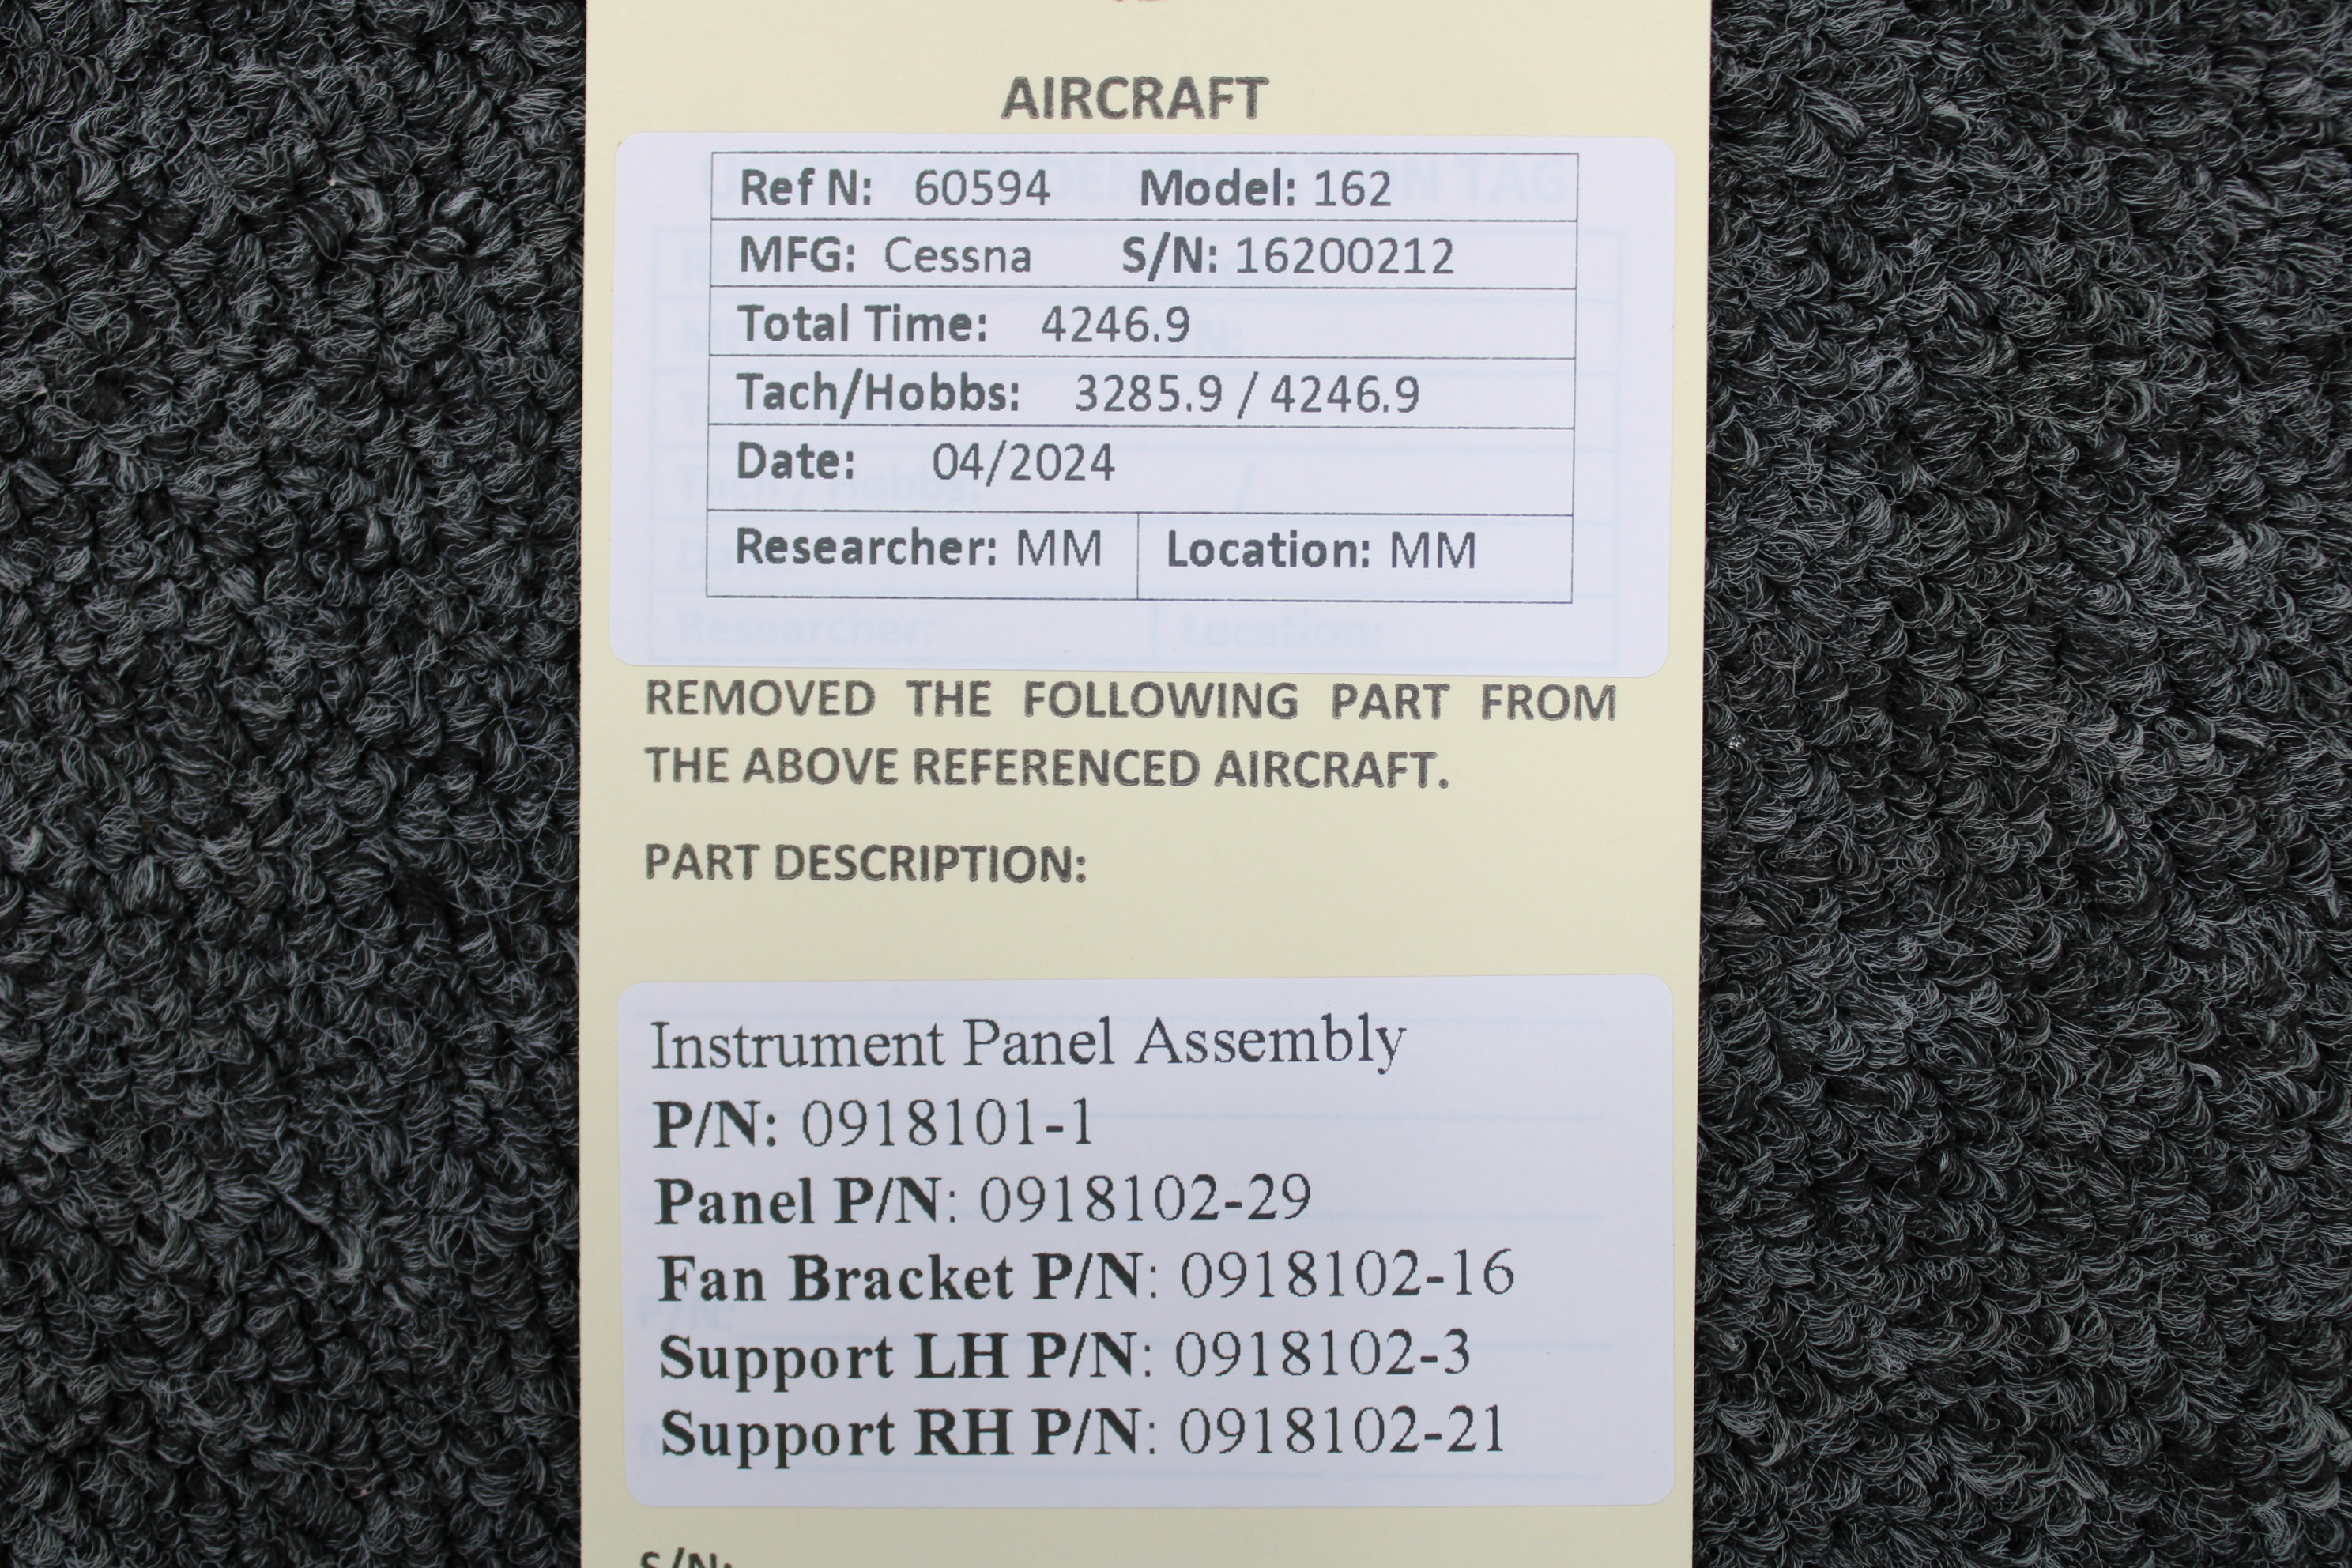 AIRCRAFT
Ref N: 60594 Model: 162
MFG: Cessna S/N: 16200212
Total Time: 4246.9
Tach/Hobbs: 3285.9 / 4246.9
Date: 04/2024
Researcher: MM Location: MM
REMOVED THE FOLLOWING PART FROM
THE ABOVE REFERENCED AIRCRAFT.
PART DESCRIPTION:
Instrument Panel Assembly
P/N: 0918101-1
Panel P/N: 0918102-29
Fan Bracket P/N: 0918102-16
Support LH P/N: 0918102-3
Support RH P/N: 0918102-21
S/N: